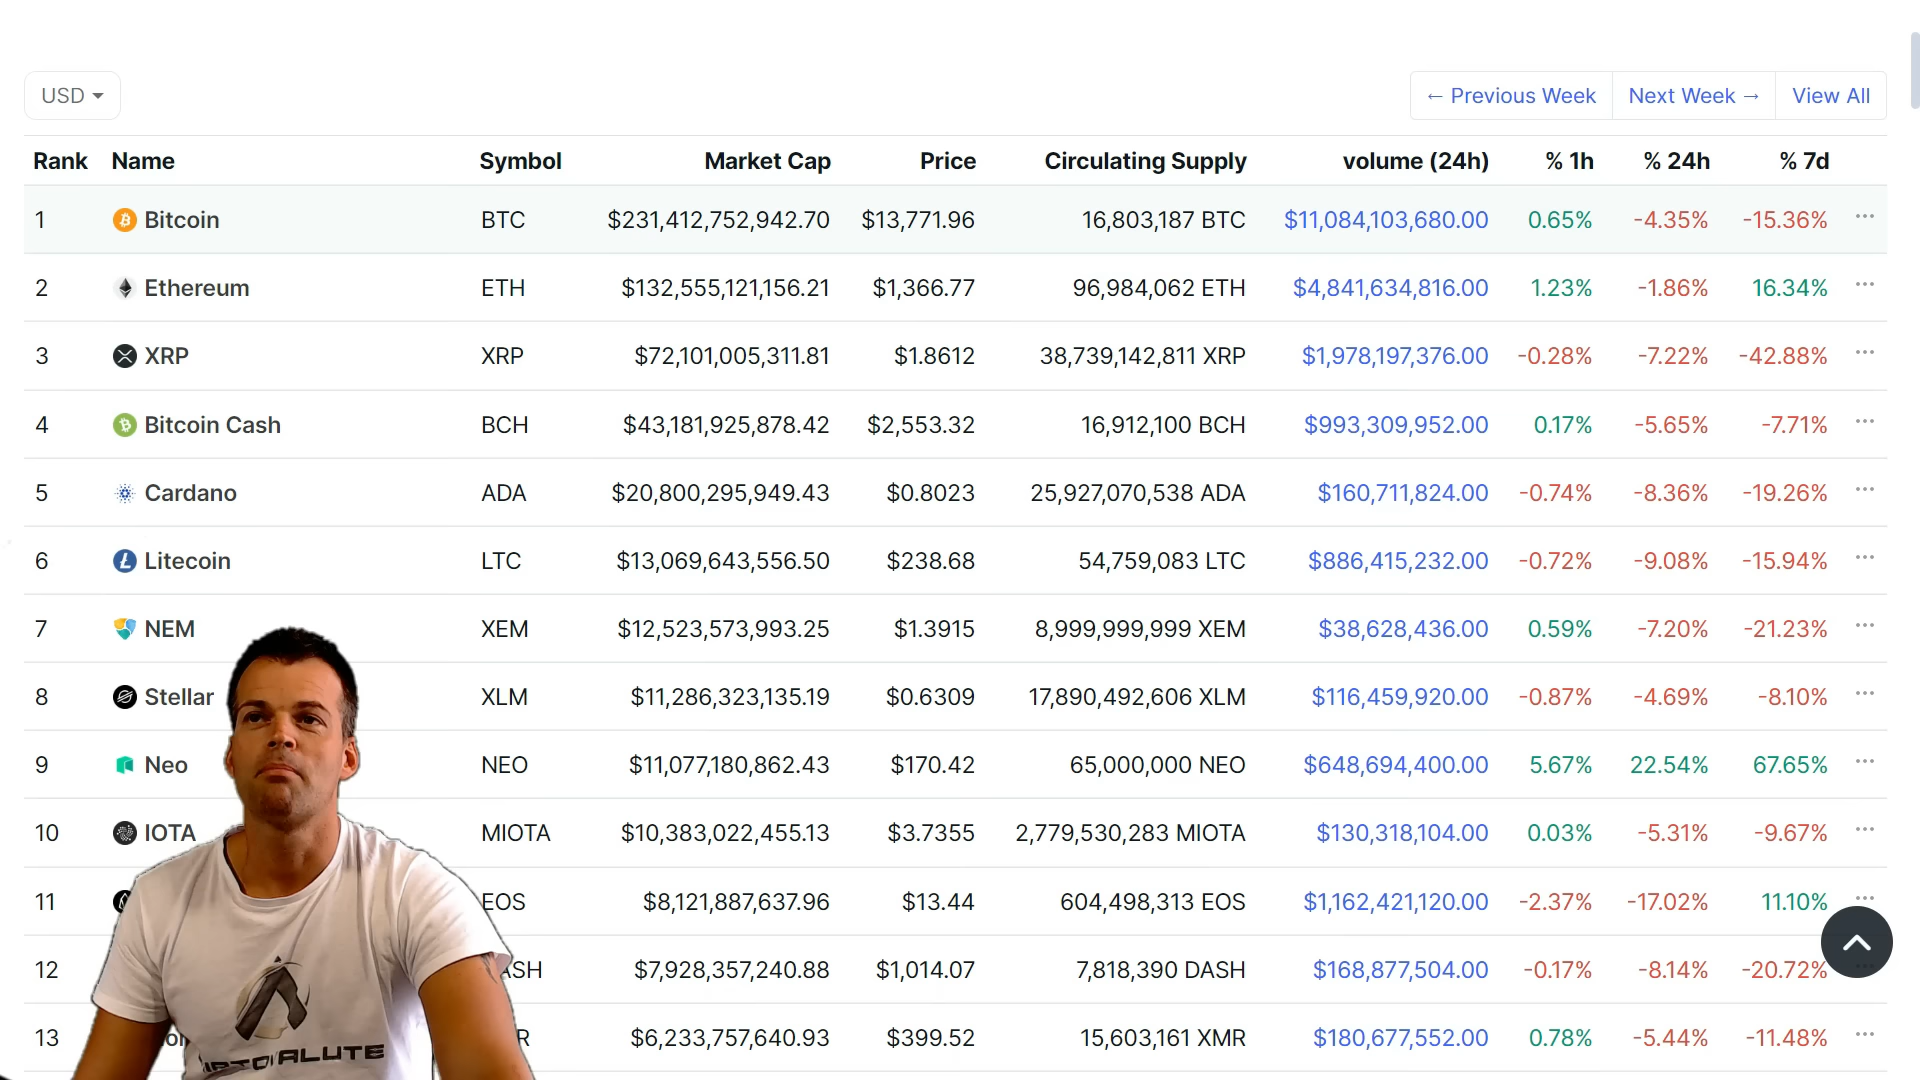 USD
← Previous Week Next Week → View All
Rank Name Symbol Market Cap Price Circulating Supply volume (24h) % 1h % 24h % 7d
1 Bitcoin BTC $231,412,752,942.70 $13,771.96 16,803,187 BTC $11,084,103,680.00 0.65% -4.35% -15.36% ...
2 Ethereum ETH $132,555,121,156.21 $1,366.77 96,984,062 ETH $4,841,634,816.00 1.23% -1.86% 16.34% ...
3 XRP XRP $72,101,005,311.81 $1.8612 38,739,142,811 XRP $1,978,197,376.00 -0.28% -7.22% -42.88% ...
4 Bitcoin Cash BCH $43,181,925,878.42 $2,553.32 16,912,100 BCH $993,309,952.00 0.17% -5.65% -7.71% ...
5 Cardano ADA $20,800,295,949.43 $0.8023 25,927,070,538 ADA $160,711,824.00 -0.74% -8.36% -19.26% ...
6 Litecoin LTC $13,069,643,556.50 $238.68 54,759,083 LTC $886,415,232.00 -0.72% -9.08% -15.94% ...
7 NEM XEM $12,523,573,993.25 $1.3915 8,999,999,999 XEM $38,628,436.00 0.59% -7.20% -21.23% ...
8 Stellar XLM $11,286,323,135.19 $0.6309 17,890,492,606 XLM $116,459,920.00 -0.87% -4.69% -8.10% ...
9 Neo NEO $11,077,180,862.43 $170.42 65,000,000 NEO $648,694,400.00 5.67% 22.54% 67.65% ...
10 IOTA MIOTA $10,383,022,455.13 $3.7355 2,779,530,283 MIOTA $130,318,104.00 0.03% -5.31% -9.67% ...
11 EOS $8,121,887,637.96 $13.44 604,498,313 EOS $1,162,421,120.00 -2.37% -17.02% 11.10% ...
12 $7,928,357,240.88 $1,014.07 7,818,390 DASH $168,877,504.00 -0.17% -8.14% -20.72%
13 $6,233,757,640.93 $399.52 15,603,161 XMR $180,677,552.00 0.78% -5.44% -11.48% ...